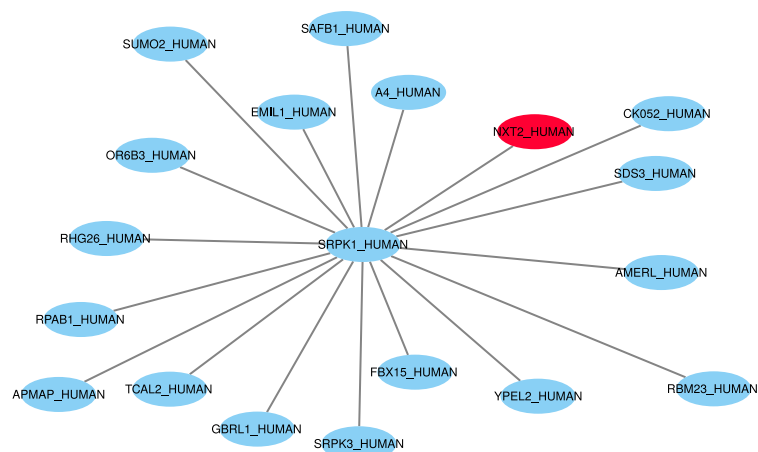 SAFB1_HUMAN
SUMO2_HUMAN
A4_HUMAN
EMIL1_HUMAN
CK052_HUMAN
NXT2_HUMAN
OR6B3_HUMAN
SDS3_HUMAN
RHG26_HUMAN
SRPK1_HUMAN
AMERL_HUMAN
RPAB1_HUMAN
FBX15_HUMAN
TCAL2_HUMAN
RBM23_HUMAN
APMAP_HUMAN
YPEL2_HUMAN
GBRL1_HUMAN
SRPK3_HUMAN